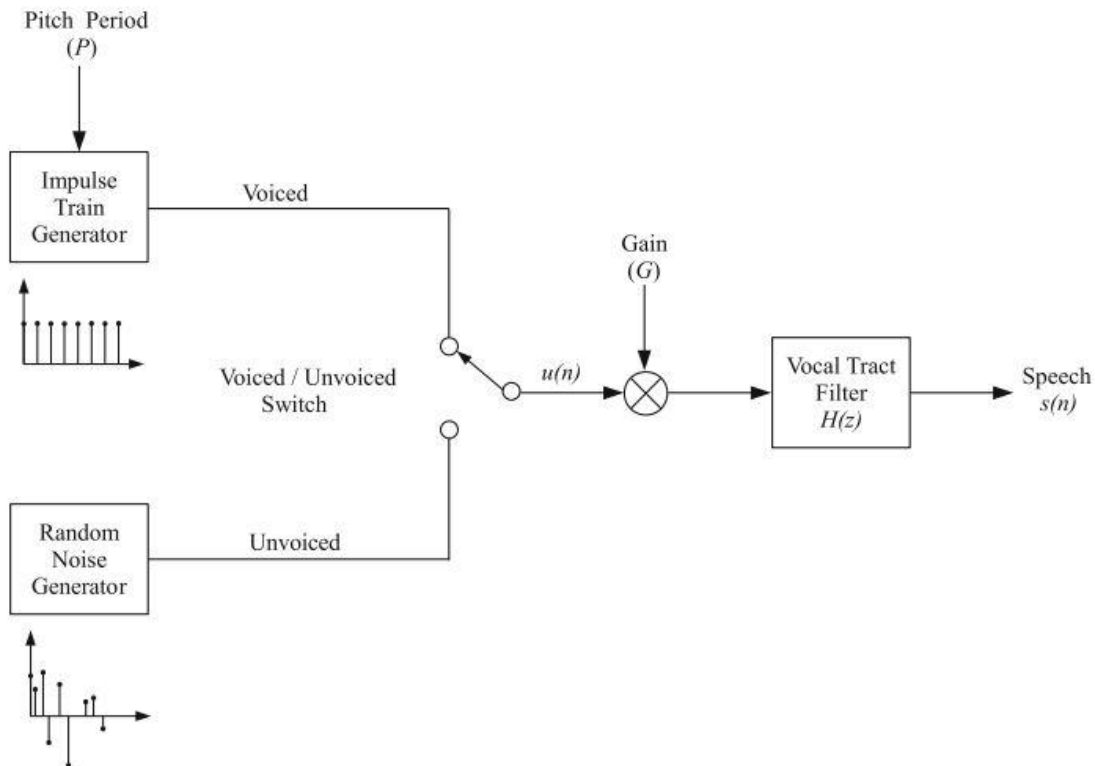 Pitch Period
(P)
Impulse
Train
Generator
Voiced
Gain
(G)
Voiced / Unvoiced
Switch
u(n)
Vocal Tract
Filter
H(z)
Speech
s(n)
Random
Noise
Generator
Unvoiced